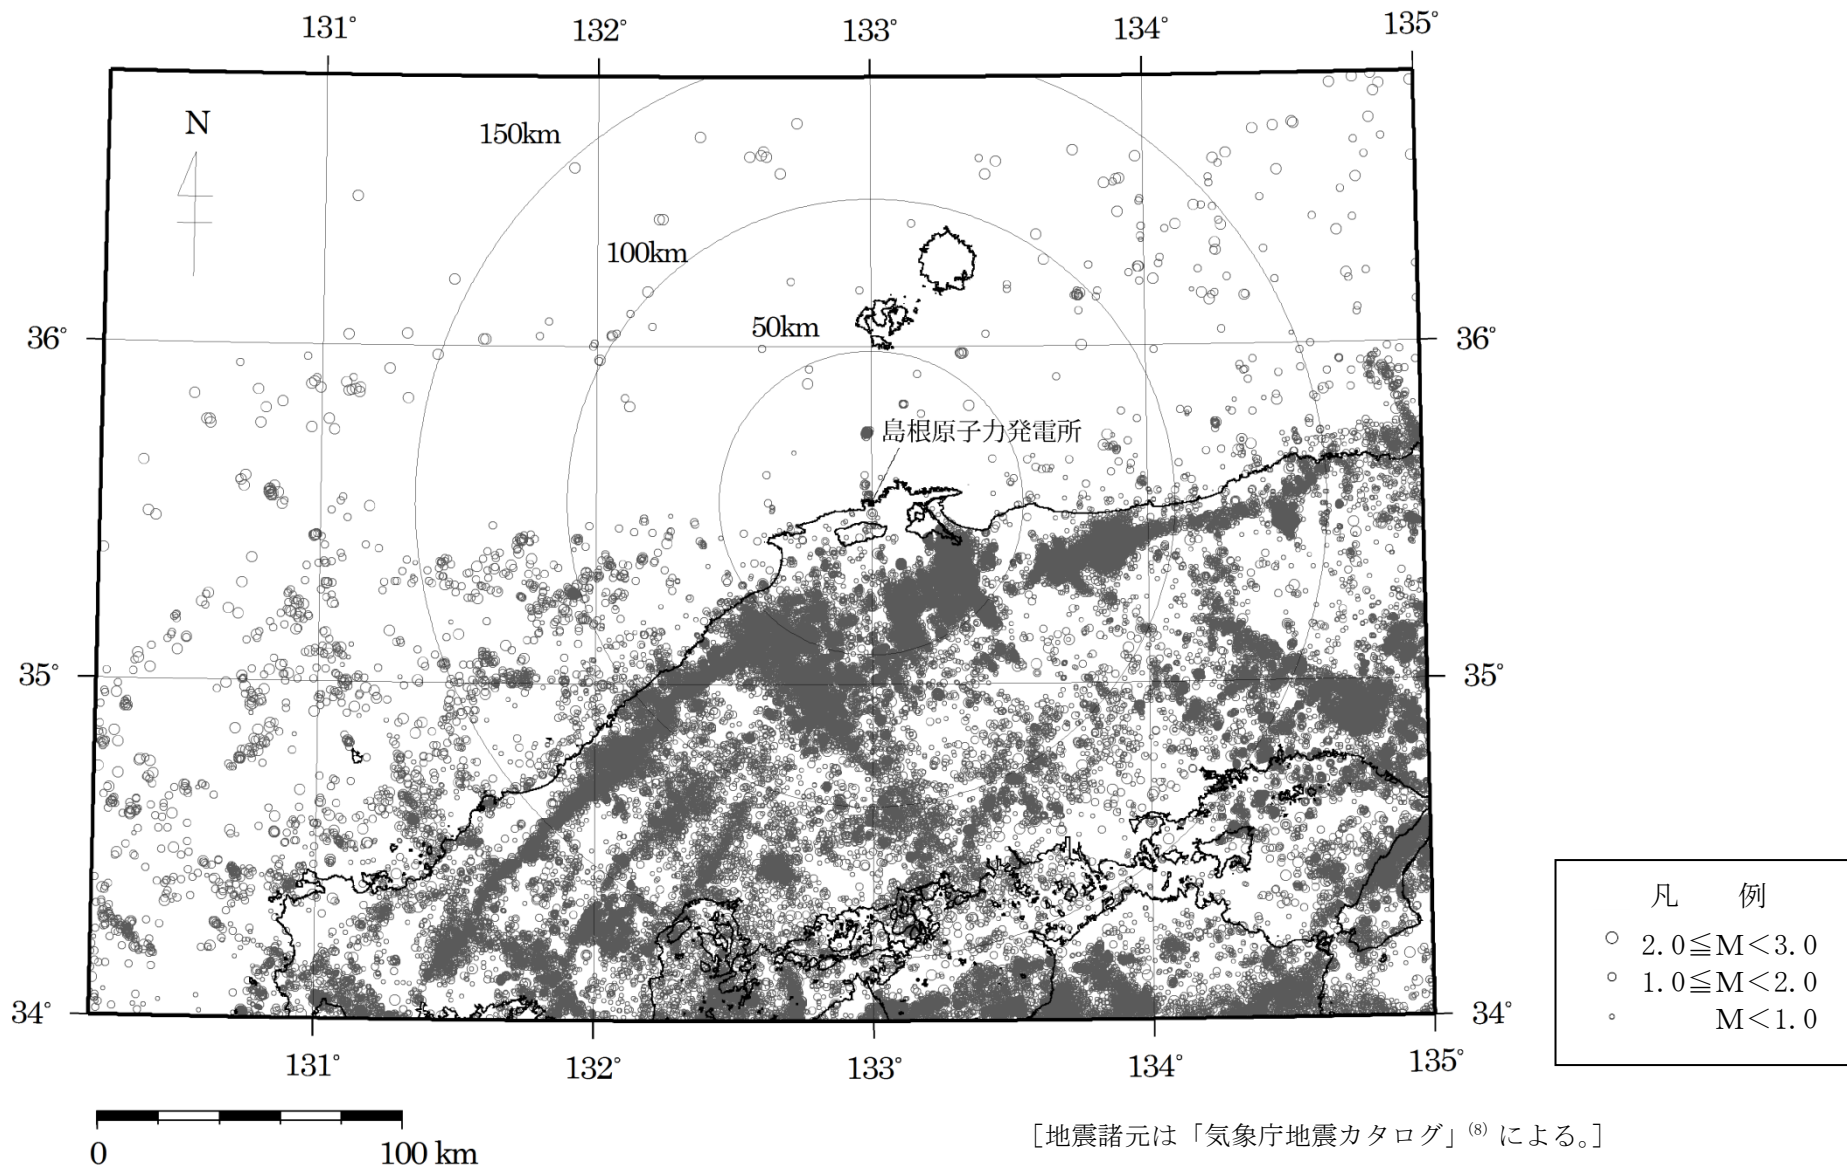 131° 132° 133° 134° 135°
N
150km
100km
50km
36° 36°
島根原子力発電所
35° 35°
34° 34°
131° 132° 133° 134° 135°
凡 例
2.0≦M<3.0
1.0≦M<2.0
M<1.0
0 100 km
[地震諸元は「気象庁地震カタログ」(8) による。]